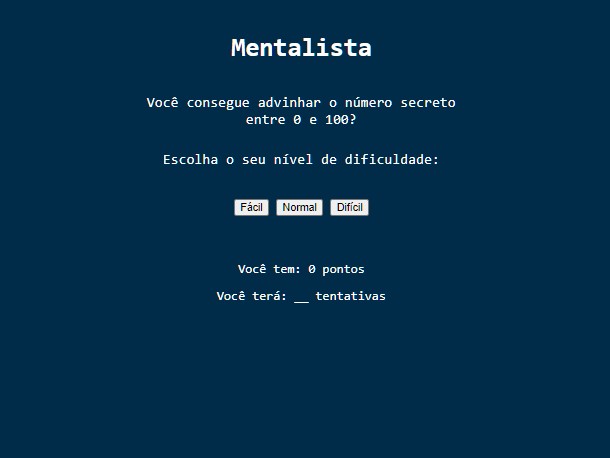 Mentalista
Você consegue advinhar o número secreto
entre 0 e 100?
Escolha o seu nível de dificuldade:
Fácil Normal Difícil
Você tem: 0 pontos
Você terá: __ tentativas